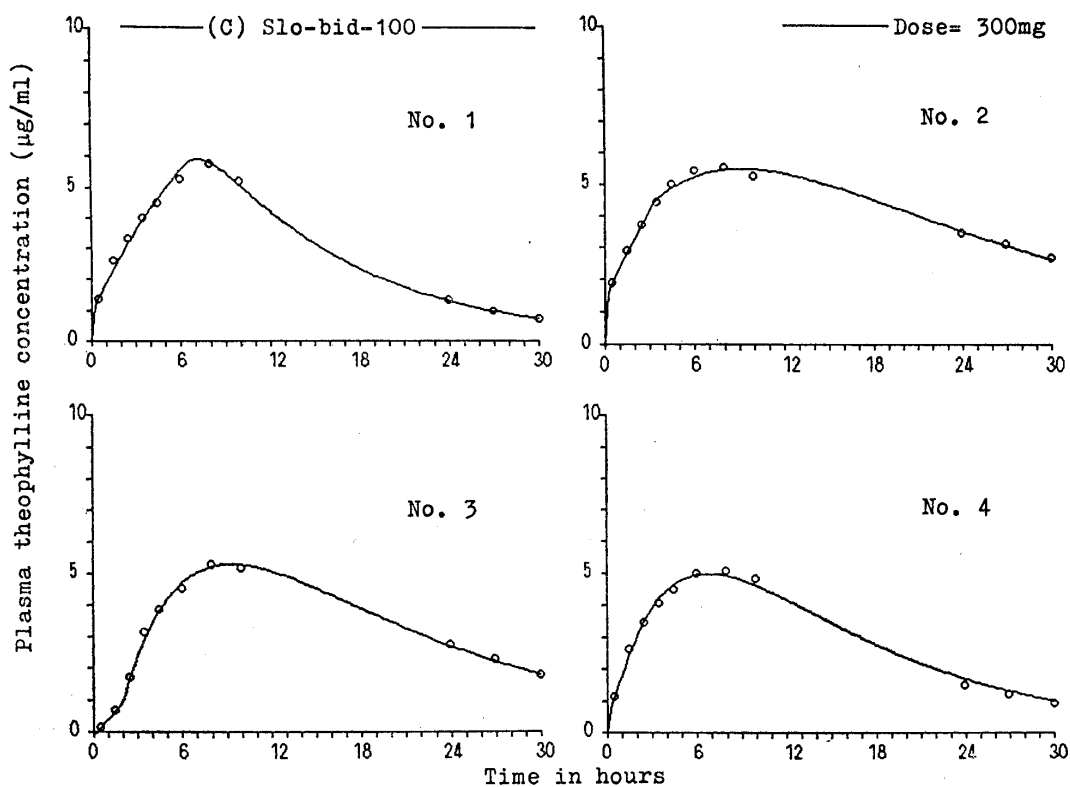 (C) Slo-bid-100
Dose= 300mg
Plasma theophylline concentration (µg/ml)
10
5
0
No. 1
0 6 12 18 24 30
10
5
0
No. 2
0 6 12 18 24 30
10
5
0
No. 3
0 6 12 18 24 30
10
5
0
No. 4
0 6 12 18 24 30
Time in hours